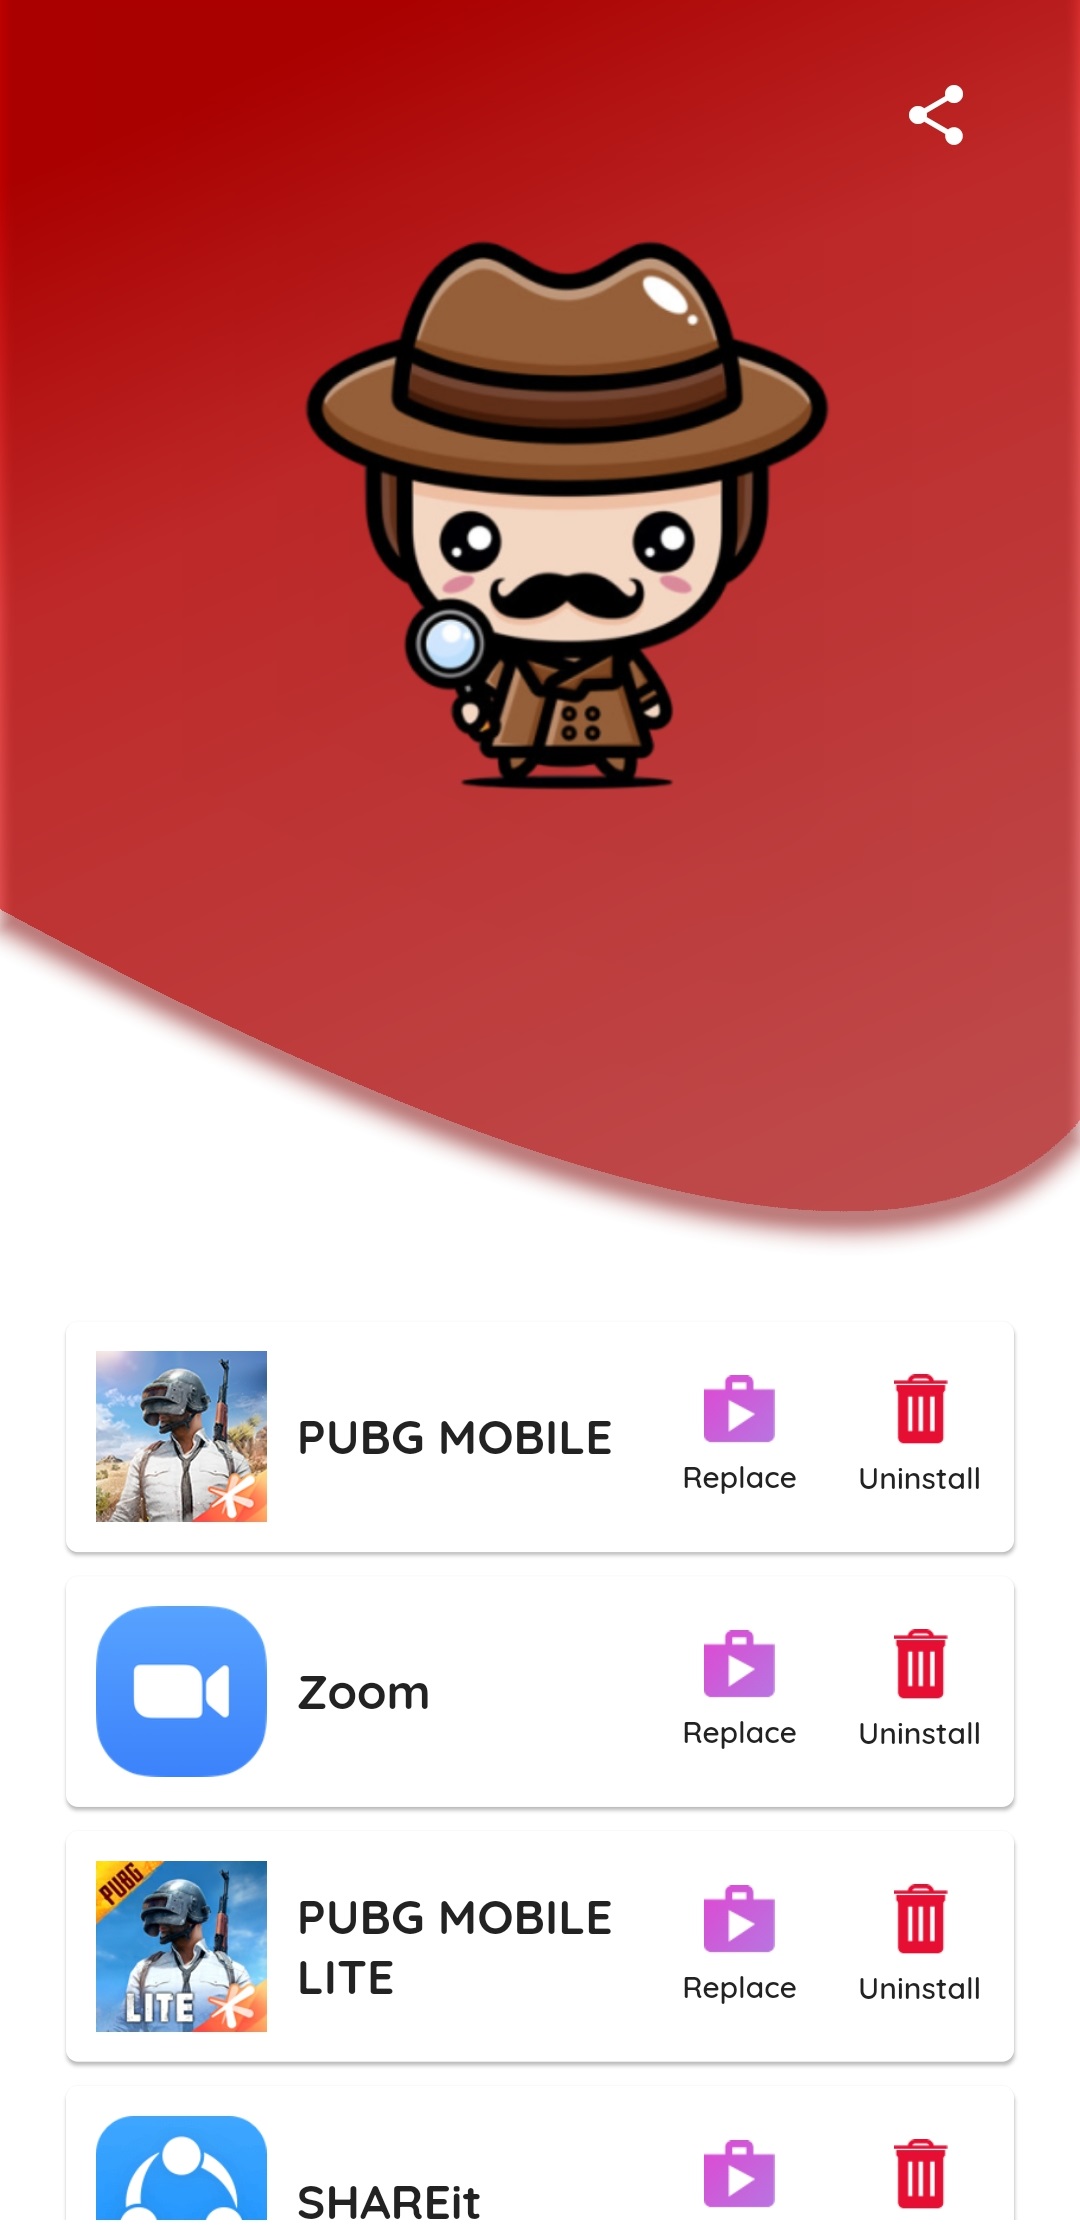 PUBG MOBILE
Replace
Uninstall
Zoom
Replace
Uninstall
PUBG
LITE
PUBG MOBILE
LITE
Replace
Uninstall
SHAREit